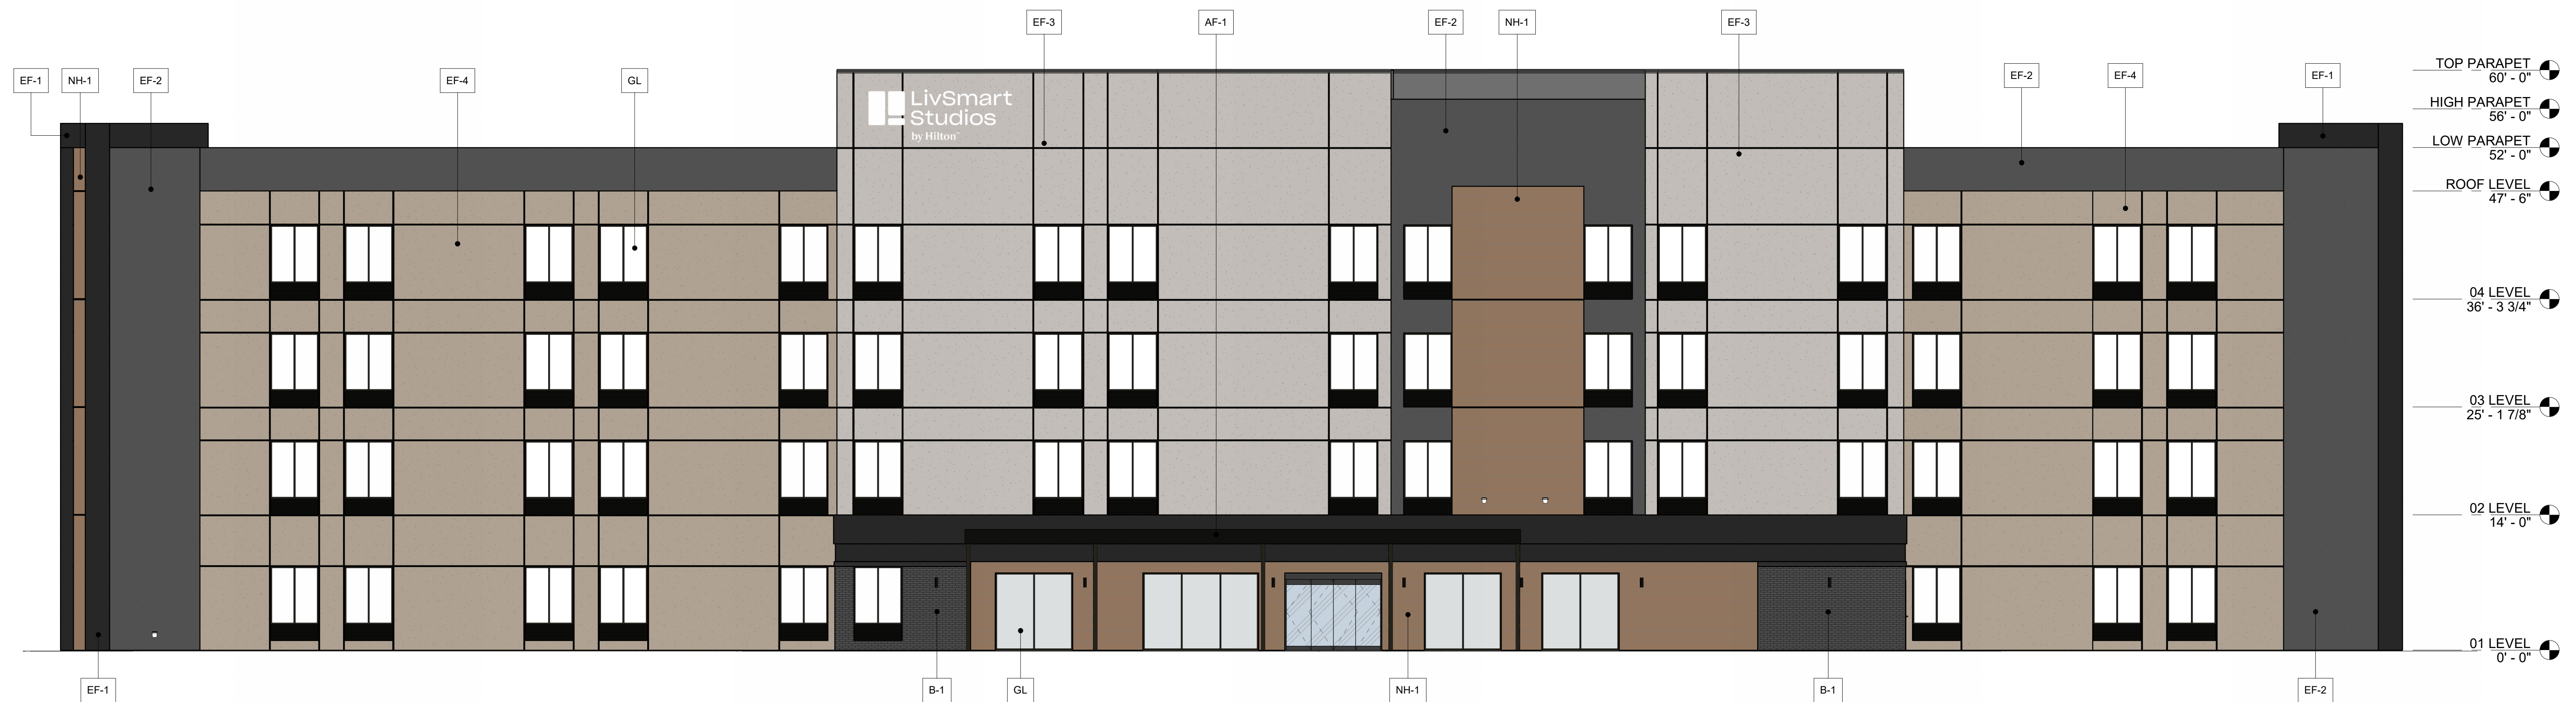 EF-3
AF-1
EF-2
NH-1
EF-3
EF-1
NH-1
EF-2
EF-4
GL
EF-2
EF-4
EF-1
LivSmart
Studios
by Hilton™
TOP PARAPET
60' - 0"
HIGH PARAPET
56' - 0"
LOW PARAPET
52' - 0"
ROOF LEVEL
47' - 6"
04 LEVEL
36' - 3 3/4"
03 LEVEL
25' - 1 7/8"
02 LEVEL
14' - 0"
01 LEVEL
0' - 0"
EF-1
B-1
GL
NH-1
B-1
EF-2